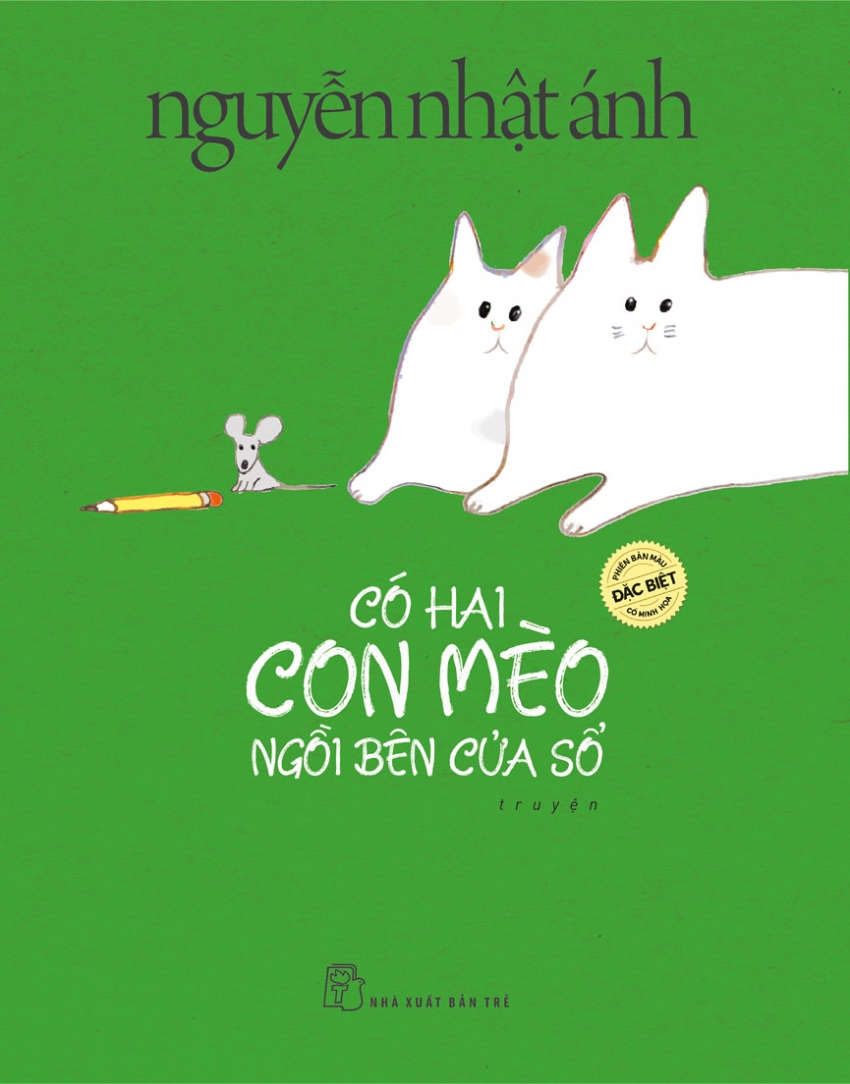 nguyễn nhật ánh
PHIÊN BẢN MÀU
ĐẶC BIỆT
CÓ MINH HỌA
CÓ HAI
CON MÈO
NGỒI BÊN CỬA SỔ
truyện
T
NHÀ XUẤT BẢN TRẺ